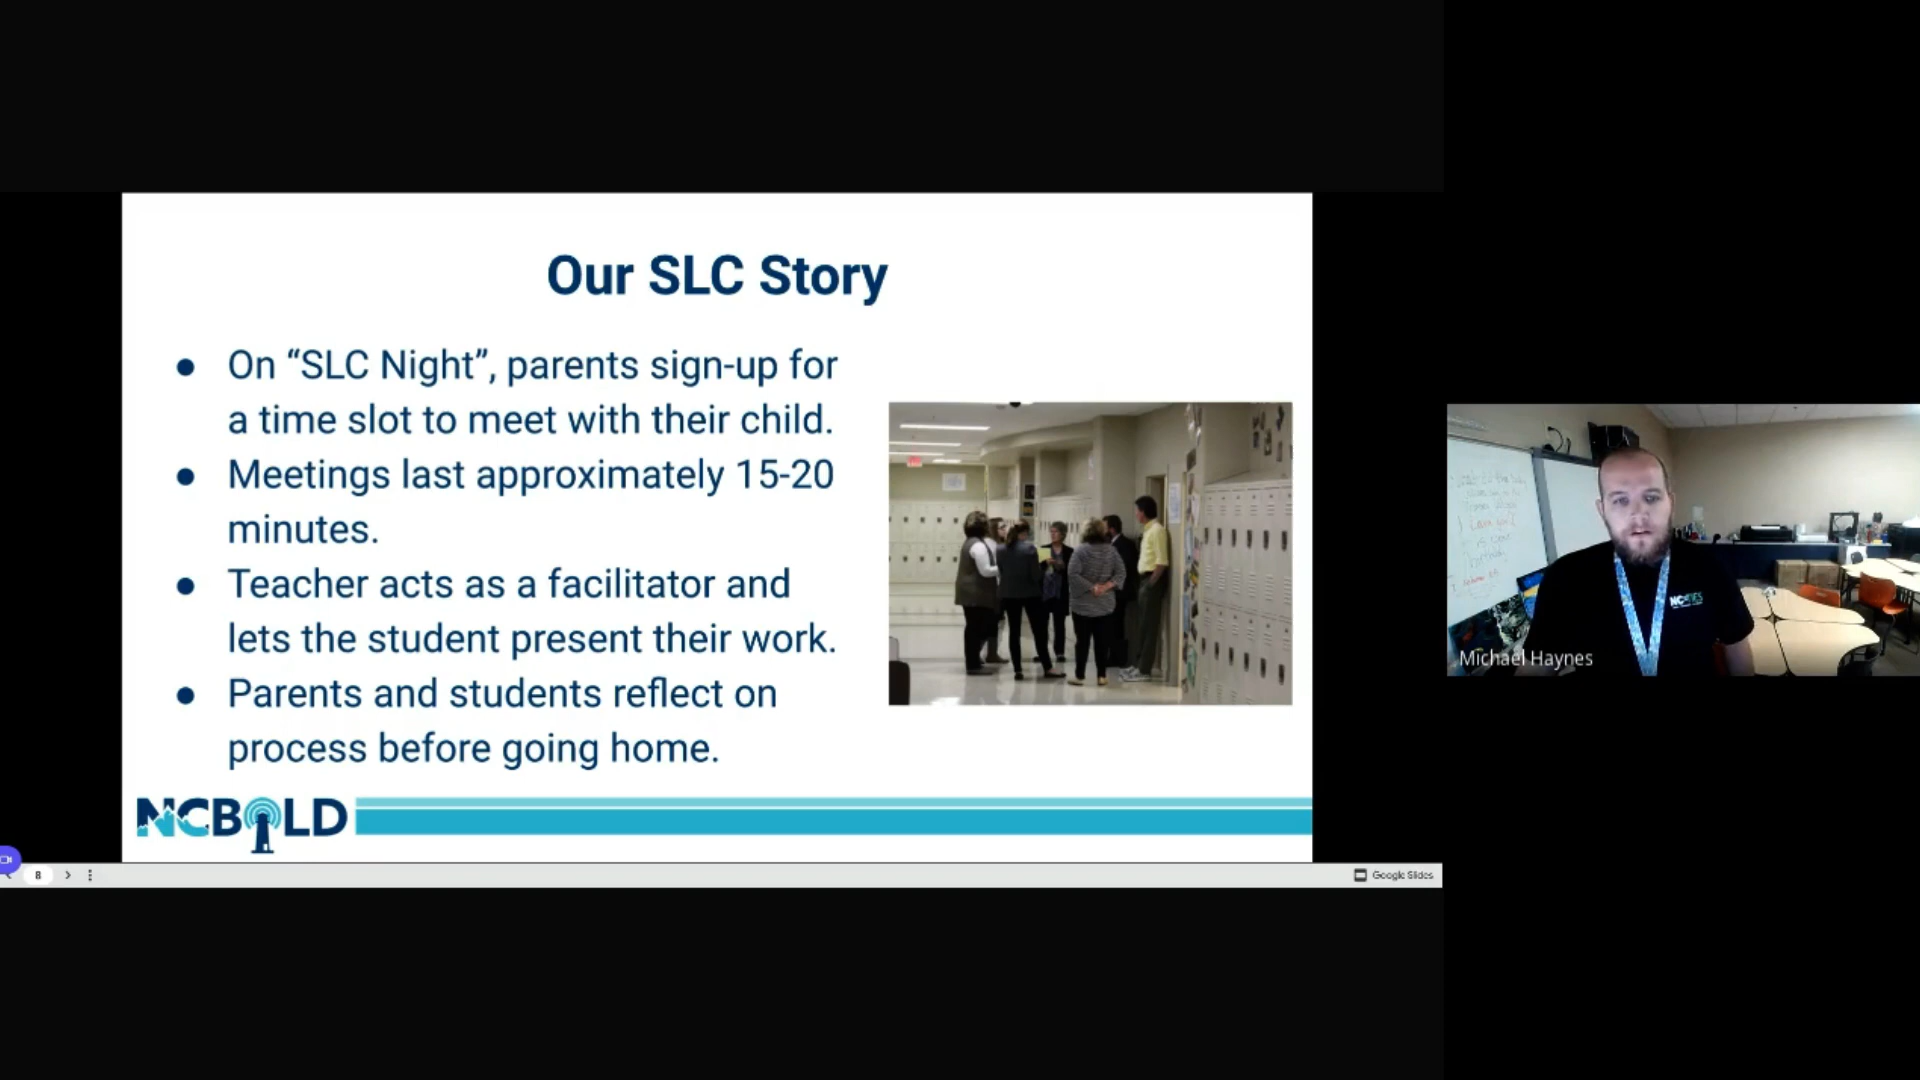 Our SLC Story
● On “SLC Night”, parents sign-up for
a time slot to meet with their child.
● Meetings last approximately 15-20
minutes.
● Teacher acts as a facilitator and
lets the student present their work.
● Parents and students reflect on
process before going home.
NCBOLD
8
Google Slides
Michael Haynes